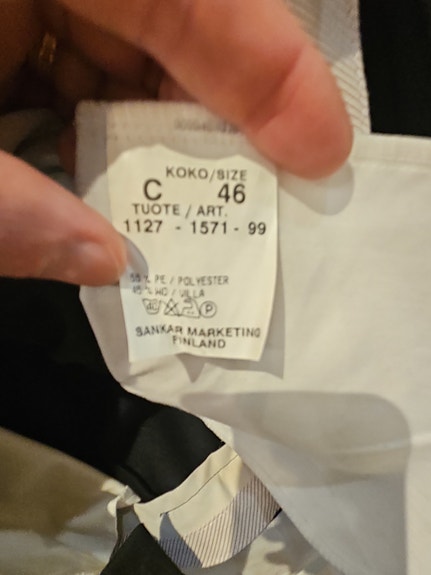 KOKO/SIZE
C 46
TUOTE / ART.
1127 - 1571 - 99
55 % PE / POLYESTER
45 % WO / VILLA
P
SANKAR MARKETING
FINLAND